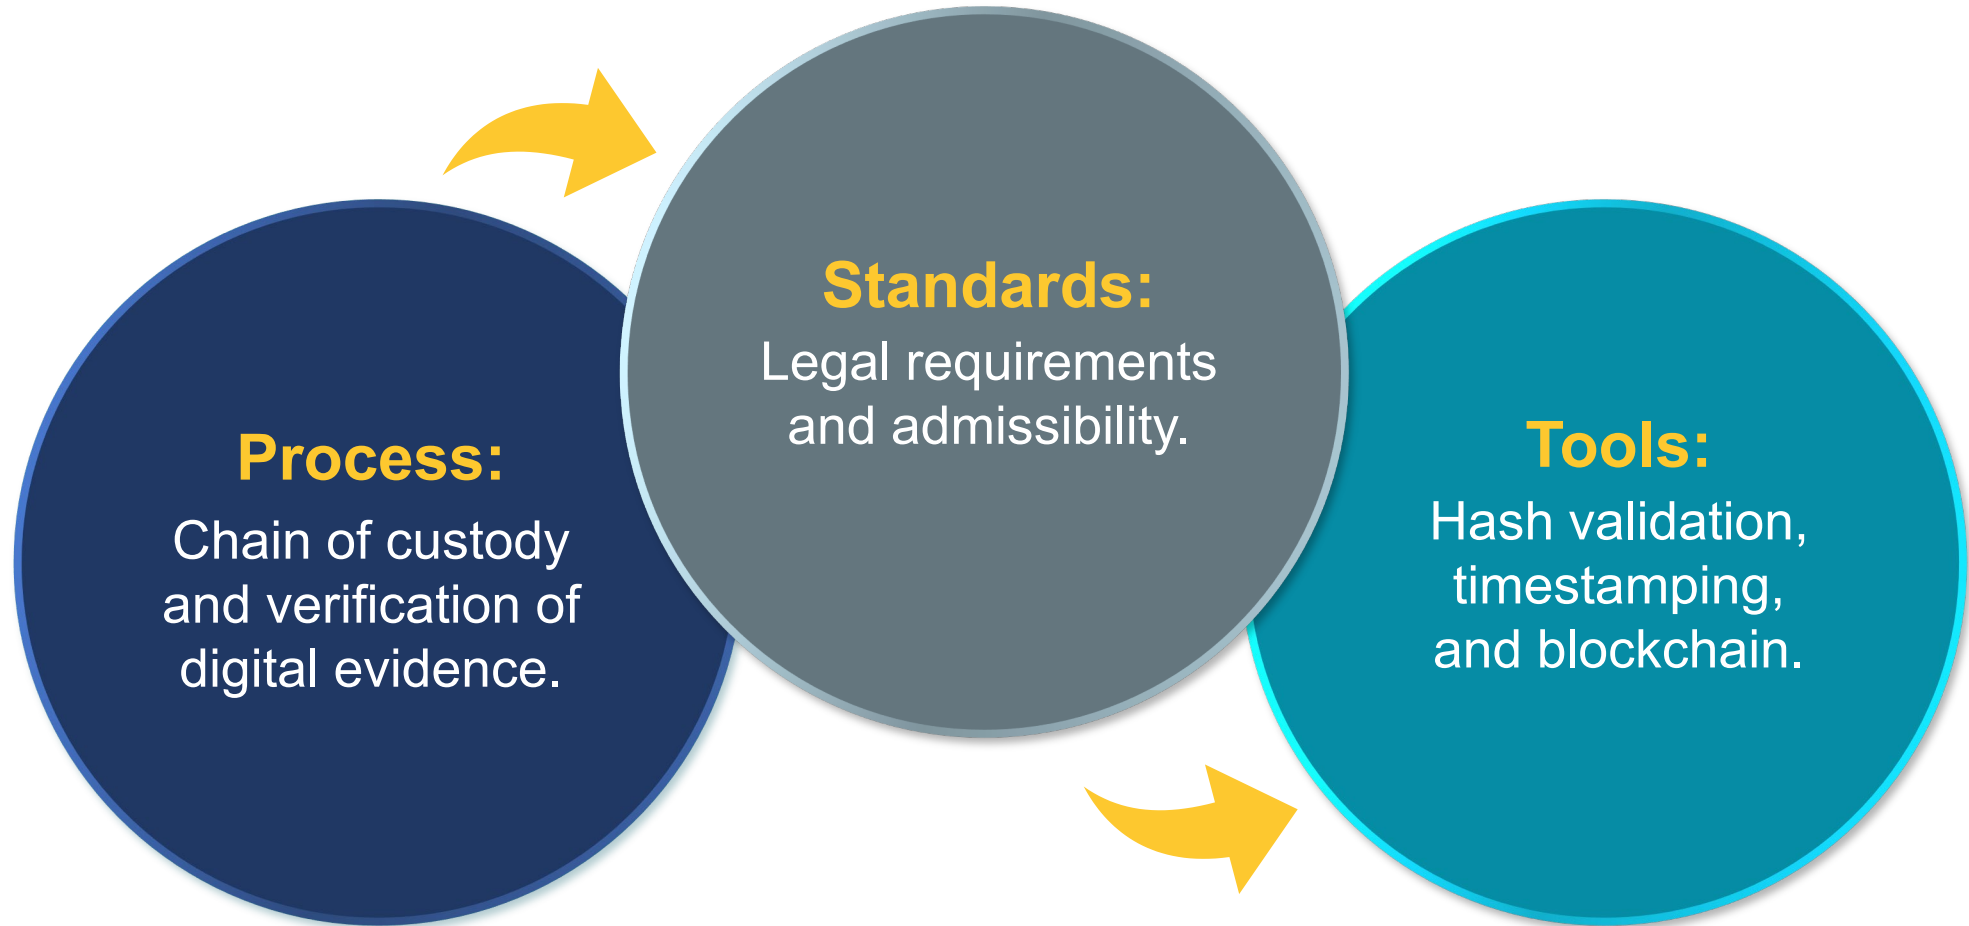 Process:
Chain of custody
and verification of
digital evidence.
Standards:
Legal requirements
and admissibility.
Tools:
Hash validation,
timestamping,
and blockchain.